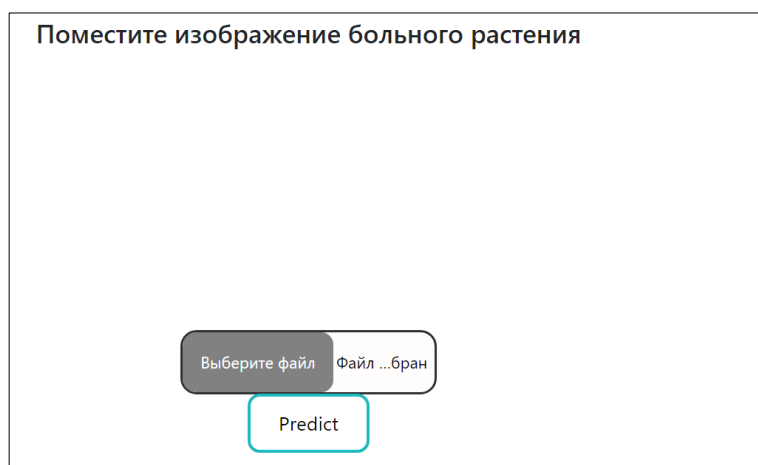 Поместите изображение больного растения
Выберите файл Файл ...бран
Predict